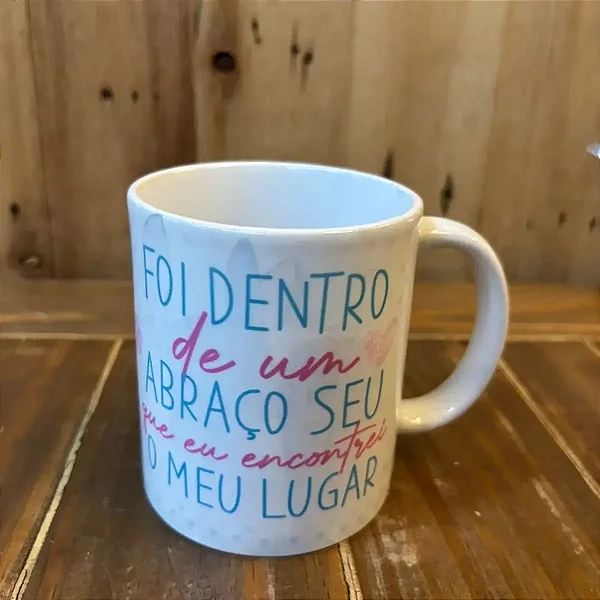 FOI DENTRO
de um
ABRAÇO SEU
que eu encontrei
O MEU LUGAR